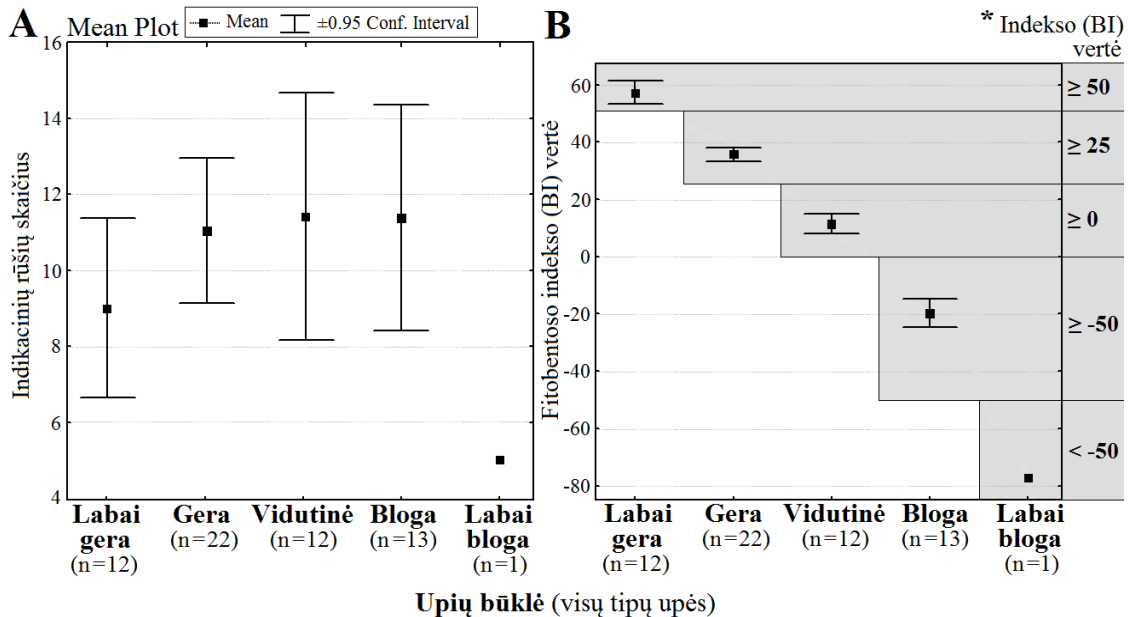 A
Mean Plot
Mean
±0.95 Conf. Interval
Indikacinių rūšių skaičius
16
14
12
10
8
6
4
Labai gera
(n=12)
Gera
(n=22)
Vidutinė
(n=12)
Bloga
(n=13)
Labai bloga
(n=1)
B
* Indekso (BI)
vertė
Fitobentoso indekso (BI) vertė
60
40
20
0
-20
-40
-60
-80
≥ 50
≥ 25
≥ 0
≥ -50
< -50
Labai gera
(n=12)
Gera
(n=22)
Vidutinė
(n=12)
Bloga
(n=13)
Labai bloga
(n=1)
Upių būklė (visų tipų upės)